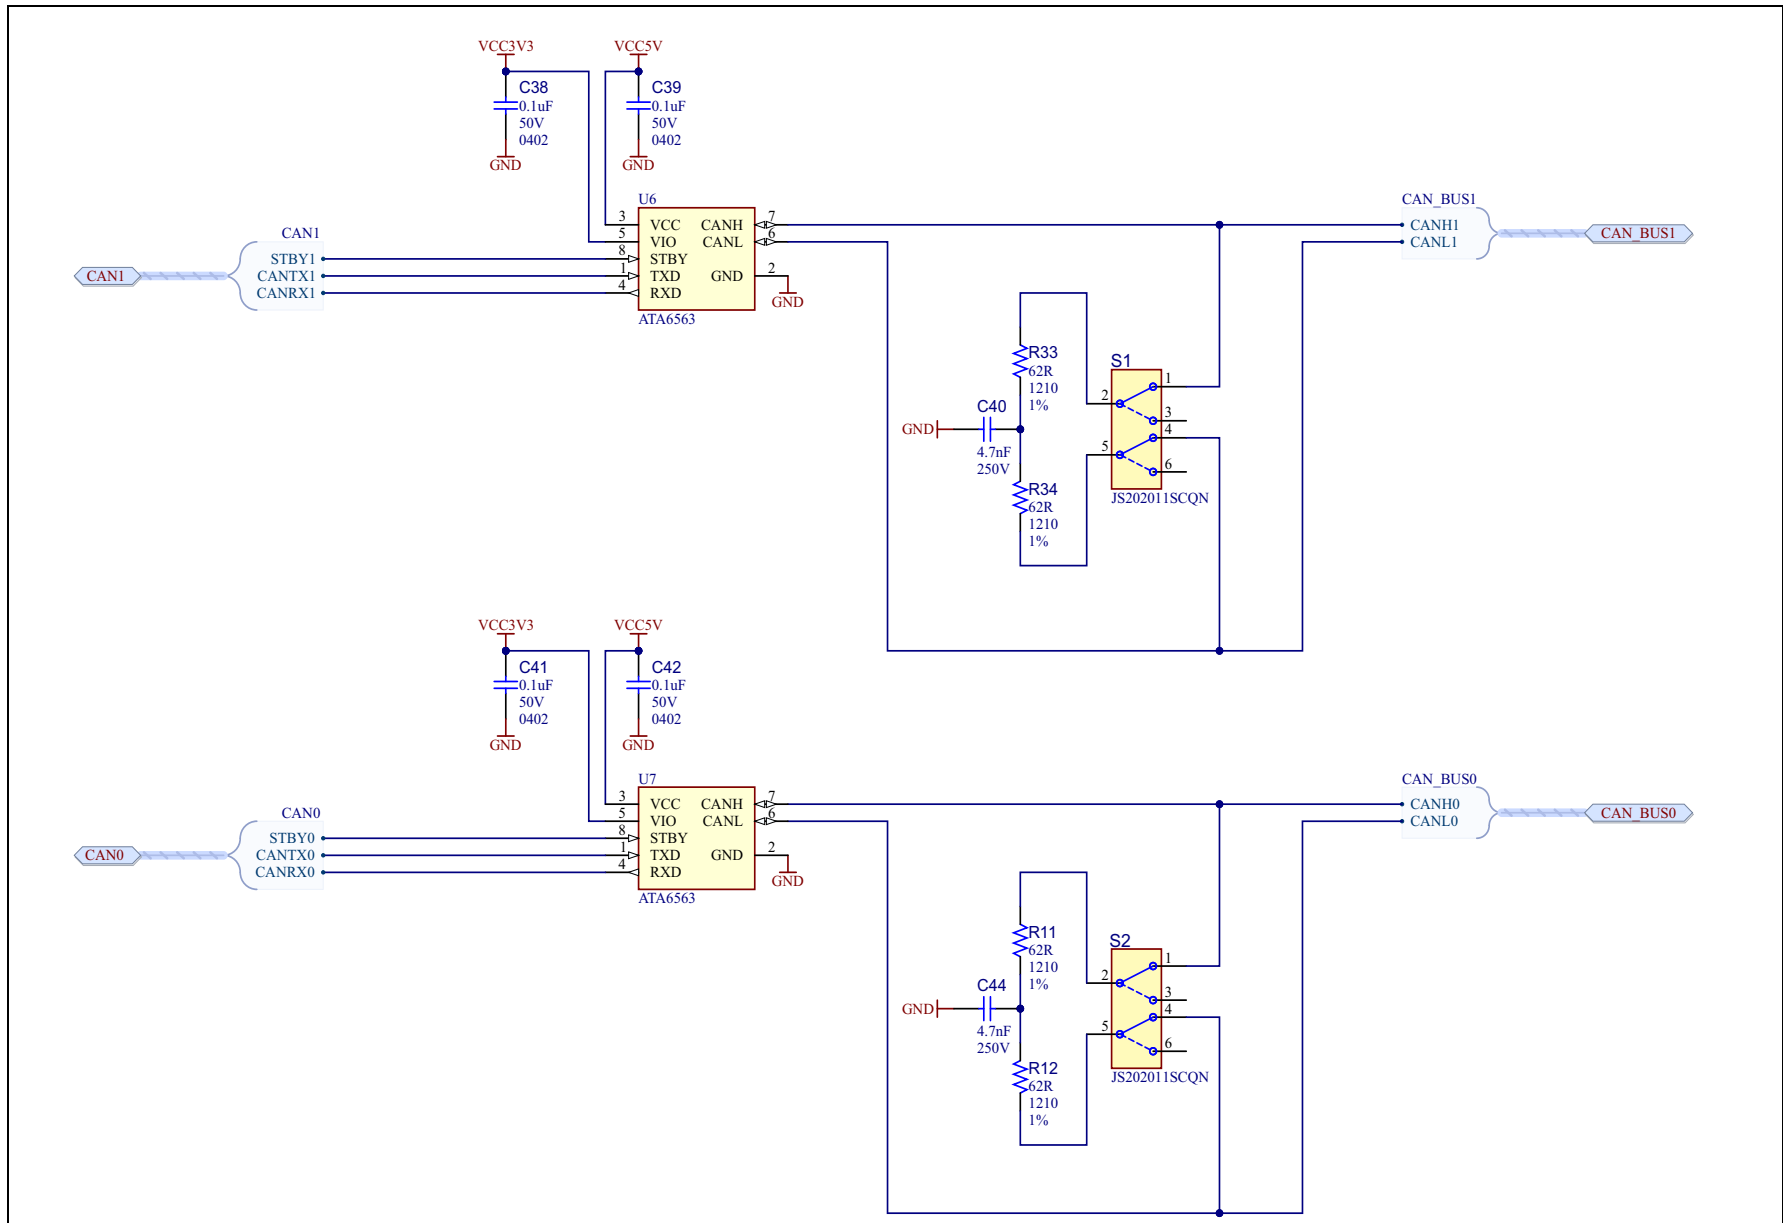 VCC3V3
VCC5V
C38
0.1uF
50V
0402
GND
C39
0.1uF
50V
0402
GND
CAN1
CAN1
STBY1
CANTX1
CANRX1
U6
3 VCC CANH 7
5 VIO CANL 6
8 STBY
1 TXD GND 2
4 RXD
GND
ATA6563
CAN_BUS1
CANH1
CANL1
CAN_BUS1
R33
62R
1210
1%
GND
C40
4.7nF
250V
R34
62R
1210
1%
S1
1
2
3
4
5
6
JS202011SCQN
VCC3V3
VCC5V
C41
0.1uF
50V
0402
GND
C42
0.1uF
50V
0402
GND
CAN0
CAN0
STBY0
CANTX0
CANRX0
U7
3 VCC CANH 7
5 VIO CANL 6
8 STBY
1 TXD GND 2
4 RXD
GND
ATA6563
CAN_BUS0
CANH0
CANL0
CAN_BUS0
R11
62R
1210
1%
GND
C44
4.7nF
250V
R12
62R
1210
1%
S2
1
2
3
4
5
6
JS202011SCQN